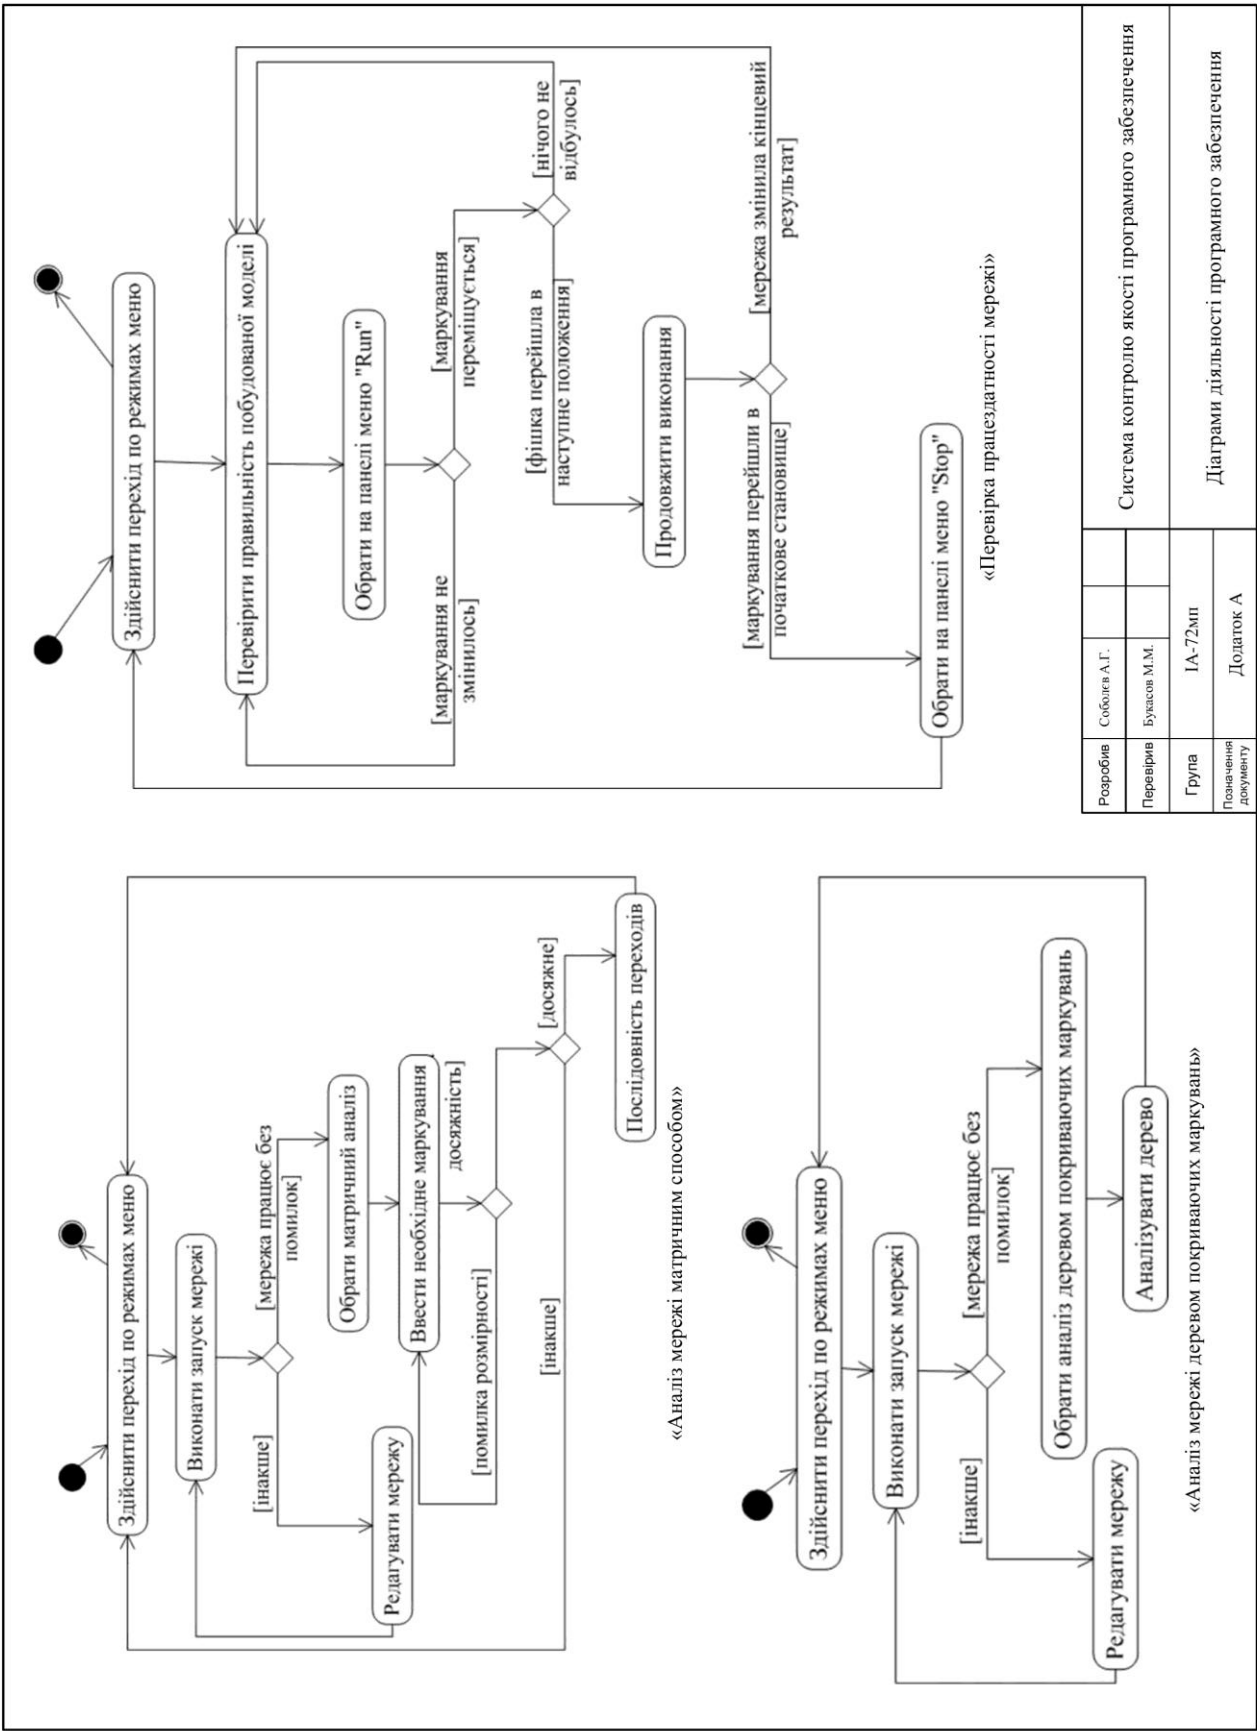 Здійснити перехід по режимах меню
Виконати запуск мережі
[інакше]
[мережа працює без
помилок]
Редагувати мережу
Обрати матричний аналіз
Ввести необхідне маркування
досяжність]
[помилка розмірності]
[інакше]
[досяжне]
Послідовність переходів
«Аналіз мережі матричним способом»
Здійснити перехід по режимах меню
Виконати запуск мережі
[інакше]
[мережа працює без
помилок]
Редагувати мережу
Обрати аналіз деревом покриваючих маркувань
Аналізувати дерево
«Аналіз мережі деревом покриваючих маркувань»
Здійснити перехід по режимах меню
Перевірити правильність побудованої моделі
Обрати на панелі меню "Run"
[маркування не
змінилось]
[маркування
переміщується]
[фішка перейшла в
наступне положення]
[нічого не
відбулось]
Продовжити виконання
[маркування перейшли в
початкове становище]
[мережа змінила кінцевий
результат]
Обрати на панелі меню "Stop"
«Перевірка працездатності мережі»
Розробив
Соболєв А.Г.
Перевірив
Букасов М.М.
Система контролю якості програмного забезпечення
Група
ІА-72мп
Позначення
документу
Додаток А
Діаграми діяльності програмного забезпечення